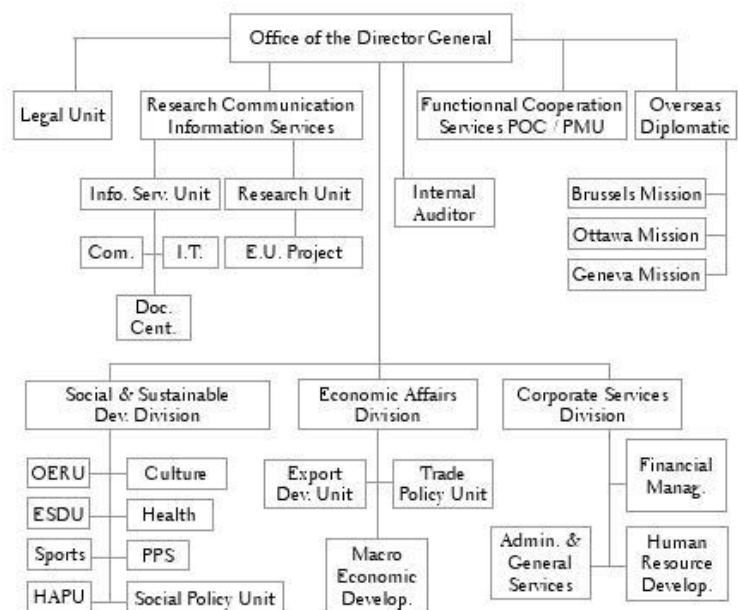 Office of the Director General
Legal Unit
Research Communication
Information Services
Functionnal Cooperation
Services POC / PMU
Overseas
Diplomatic
Info. Serv. Unit
Research Unit
Internal
Auditor
Brussels Mission
Ottawa Mission
Geneva Mission
Com.
I.T.
E.U. Project
Doc.
Cent.
Social & Sustainable
Dev. Division
Economic Affairs
Division
Corporate Services
Division
OERU
Culture
ESDU
Health
Sports
PPS
HAPU
Social Policy Unit
Export
Dev. Unit
Trade
Policy Unit
Macro
Economic
Develop.
Financial
Manag.
Admin. &
General
Services
Human
Resource
Develop.